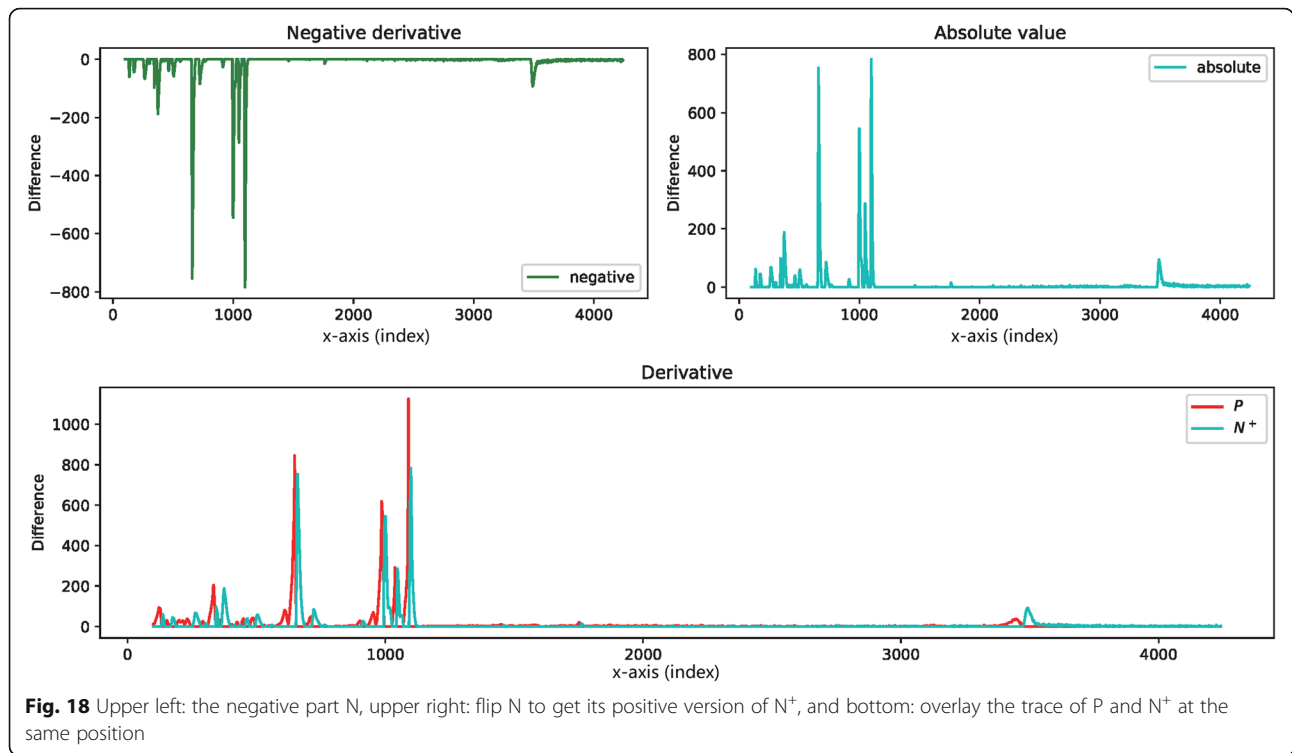 Negative derivative
0
−200
−400
−600
−800
Difference
negative
0 1000 2000 3000 4000
x-axis (index)
Absolute value
800
600
400
200
0
Difference
absolute
0 1000 2000 3000 4000
x-axis (index)
Derivative
1000
800
600
400
200
0
Difference
P
N+
0 1000 2000 3000 4000
x-axis (index)
Fig. 18 Upper left: the negative part N, upper right: flip N to get its positive version of N+, and bottom: overlay the trace of P and N+ at the
same position